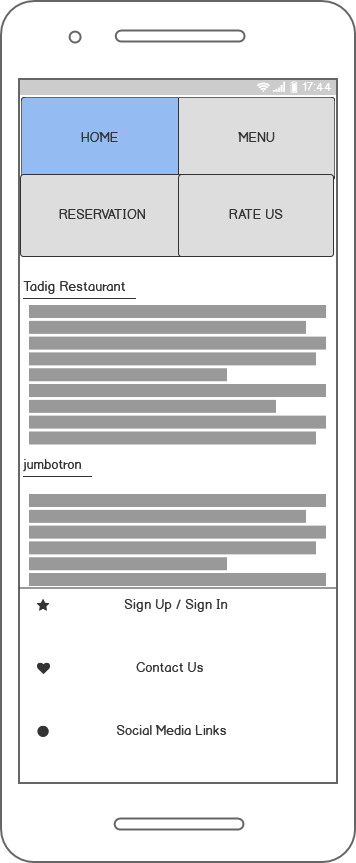 17:44
HOME
MENU
RESERVATION
RATE US
Tadig Restaurant
jumbotron
Sign Up / Sign In
Contact Us
Social Media Links